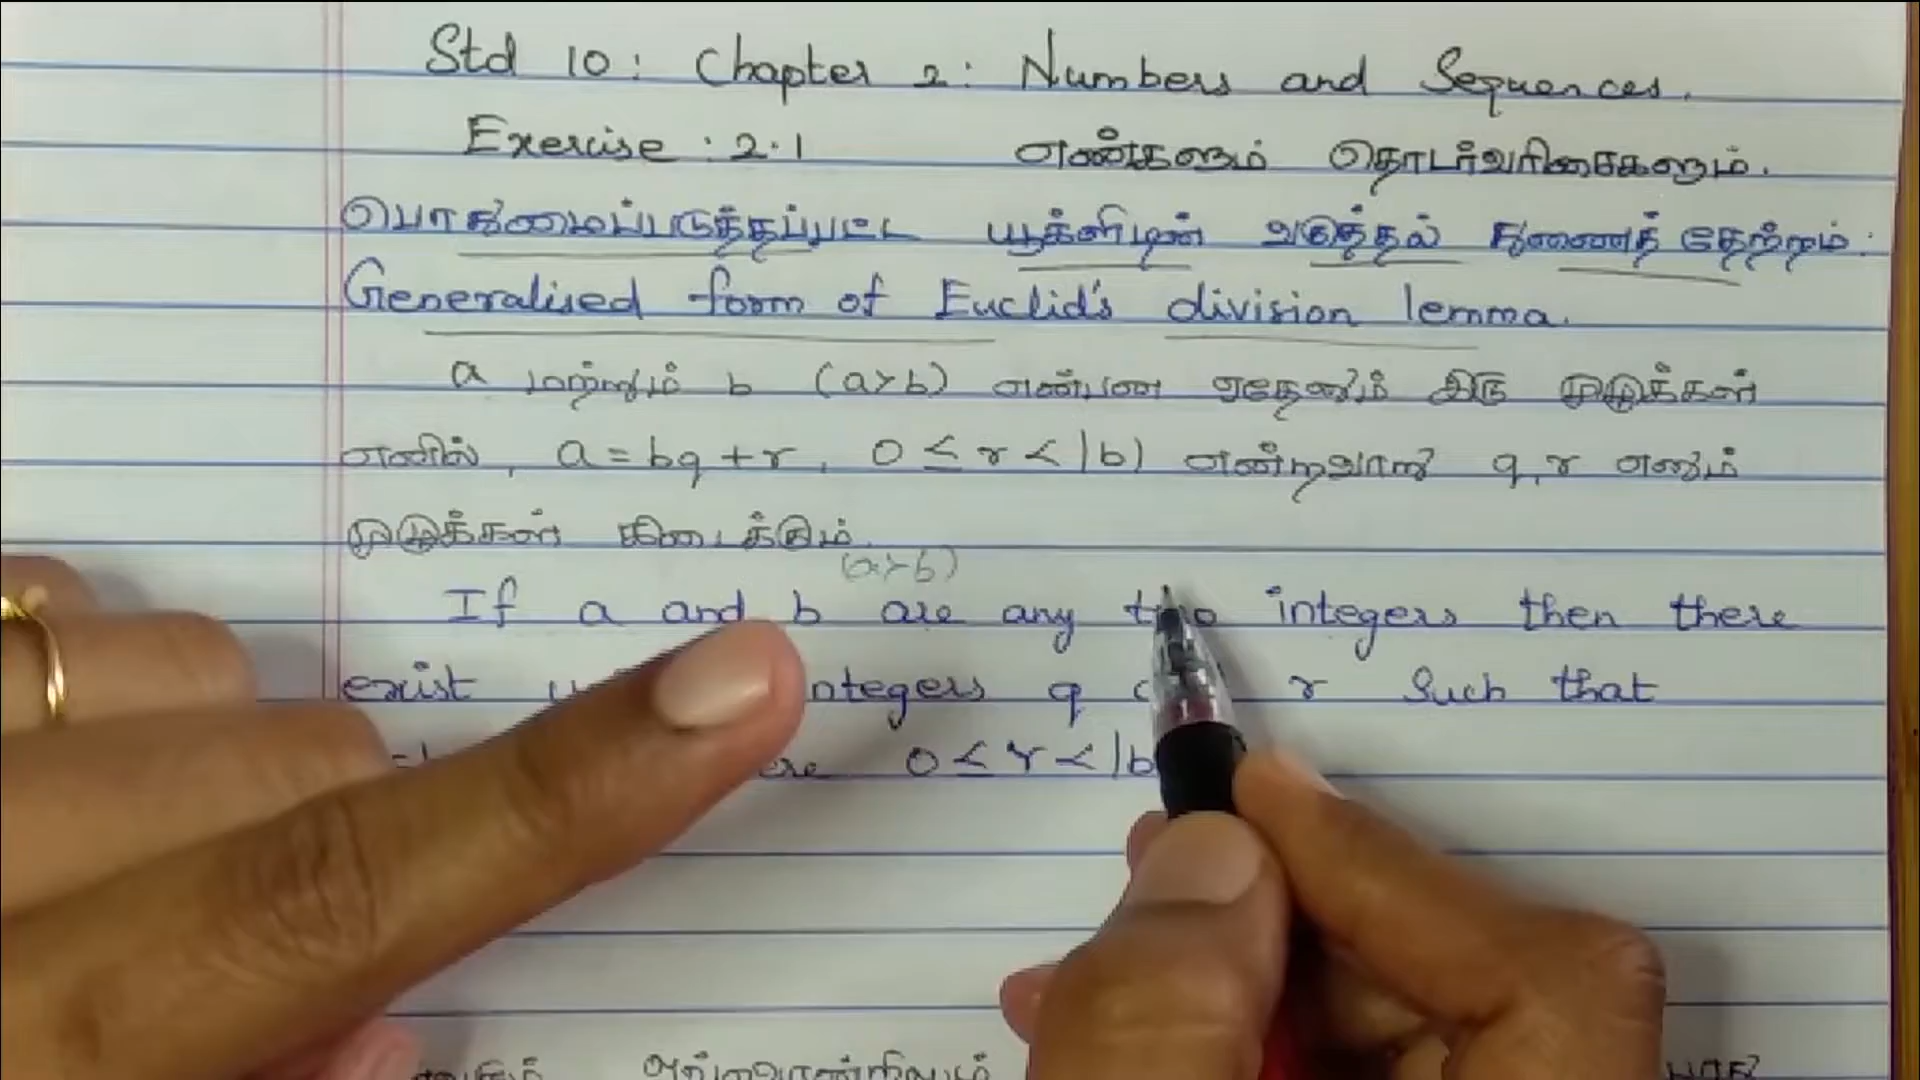 Std 10: Chapter 2: Numbers and Sequences.
Exercise: 2.1 எண்களும் தொடர்வரிசைகளும்.
பொதுமைப்படுத்தப்பட்ட யூக்ளிடின் வகுத்தல் துணைத் தேற்றம்:
Generalised form of Euclid's division lemma.
a மற்றும் b (a>b) என்பன ஏதேனும் இரு முழுக்கள்
எனில், a = bq + r, 0 ≤ r < |b| என்றவாறு q, r எனும்
முழுக்கள் கிடைக்கும்.
(a>b)
If a and b are any two integers then there
exist integers q r such that
0 ≤ r < |b